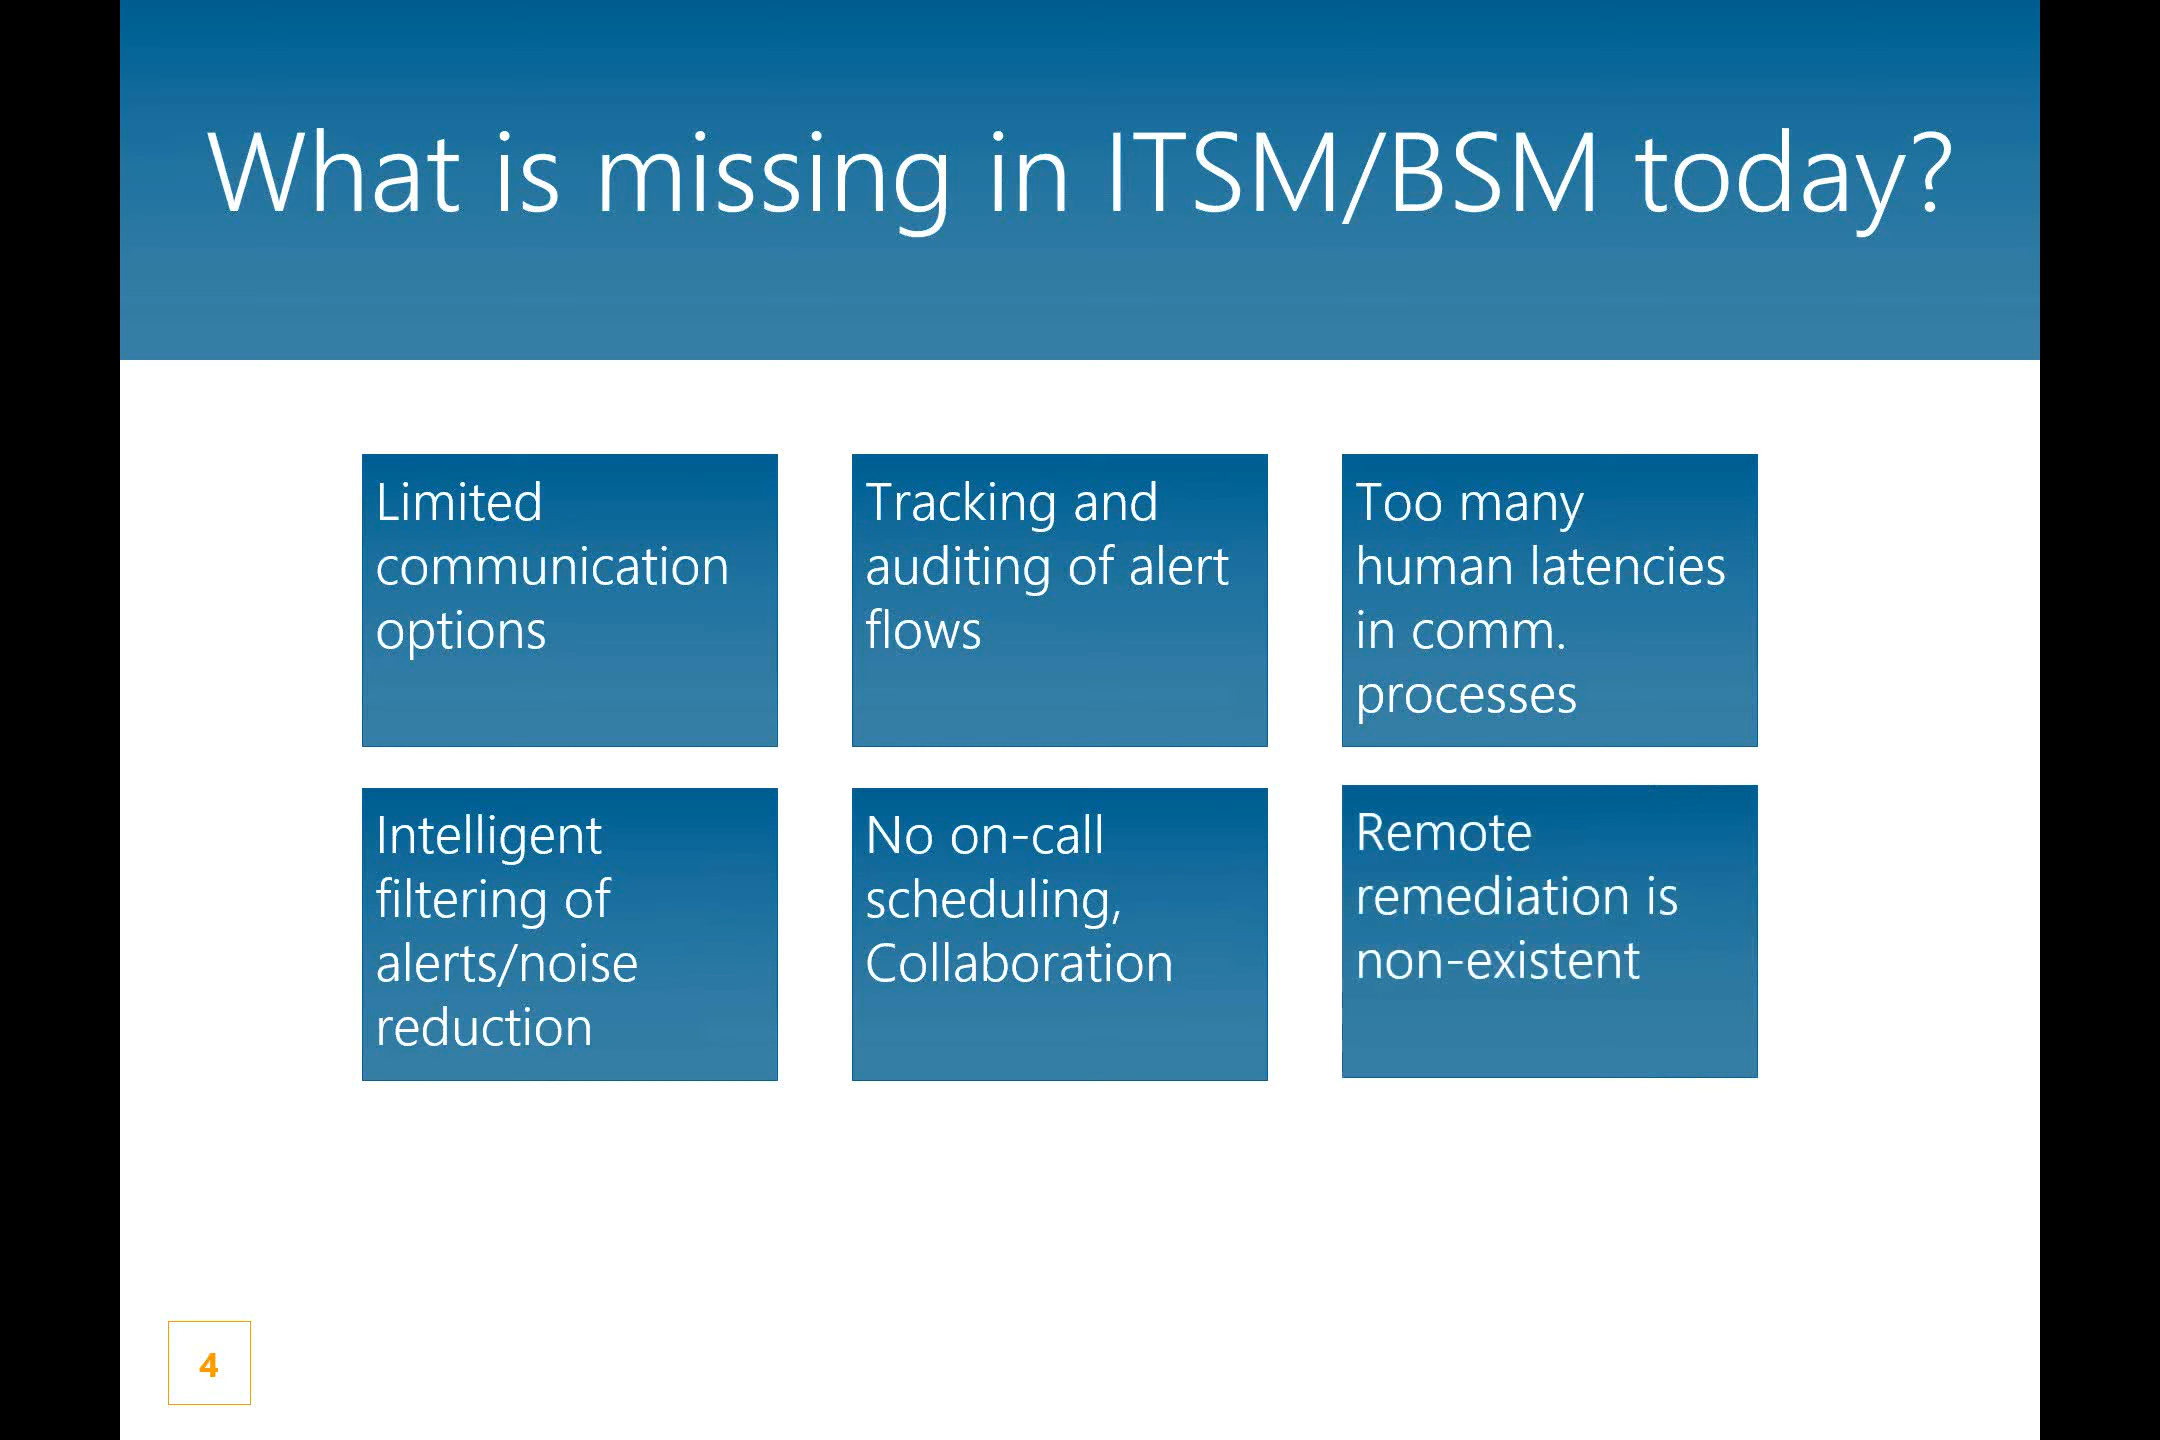 What is missing in ITSM/BSM today?
Limited
communication
options
Tracking and
auditing of alert
flows
Too many
human latencies
in comm.
processes
Intelligent
filtering of
alerts/noise
reduction
No on-call
scheduling,
Collaboration
Remote
remediation is
non-existent
4